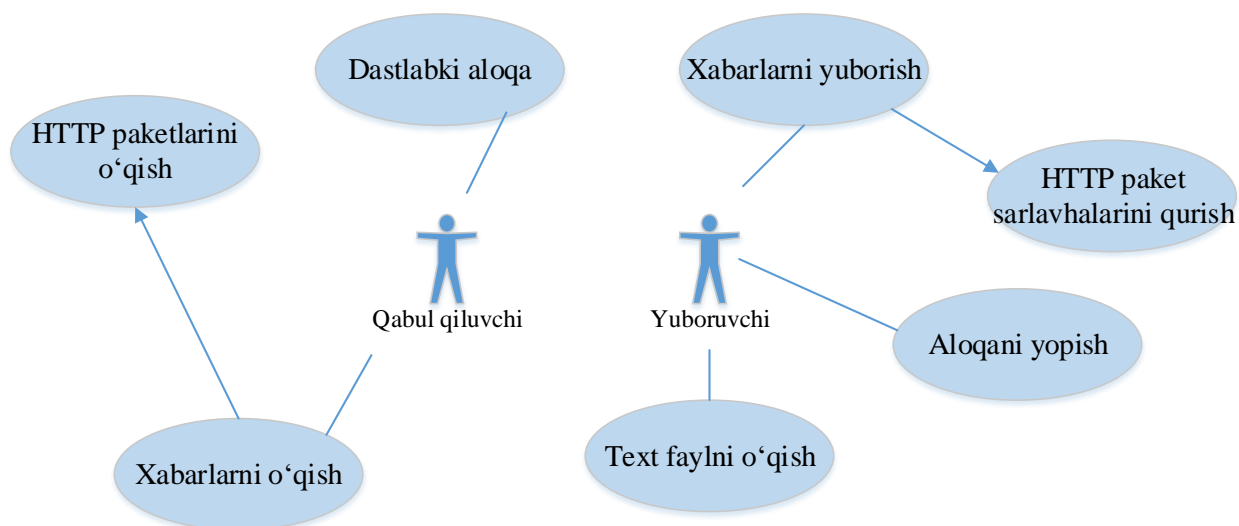 Dastlabki aloqa
Xabarlarni yuborish
HTTP paketlarini
o‘qish
HTTP paket
sarlavhalarini qurish
Qabul qiluvchi
Yuboruvchi
Aloqani yopish
Xabarlarni o‘qish
Text faylni o‘qish